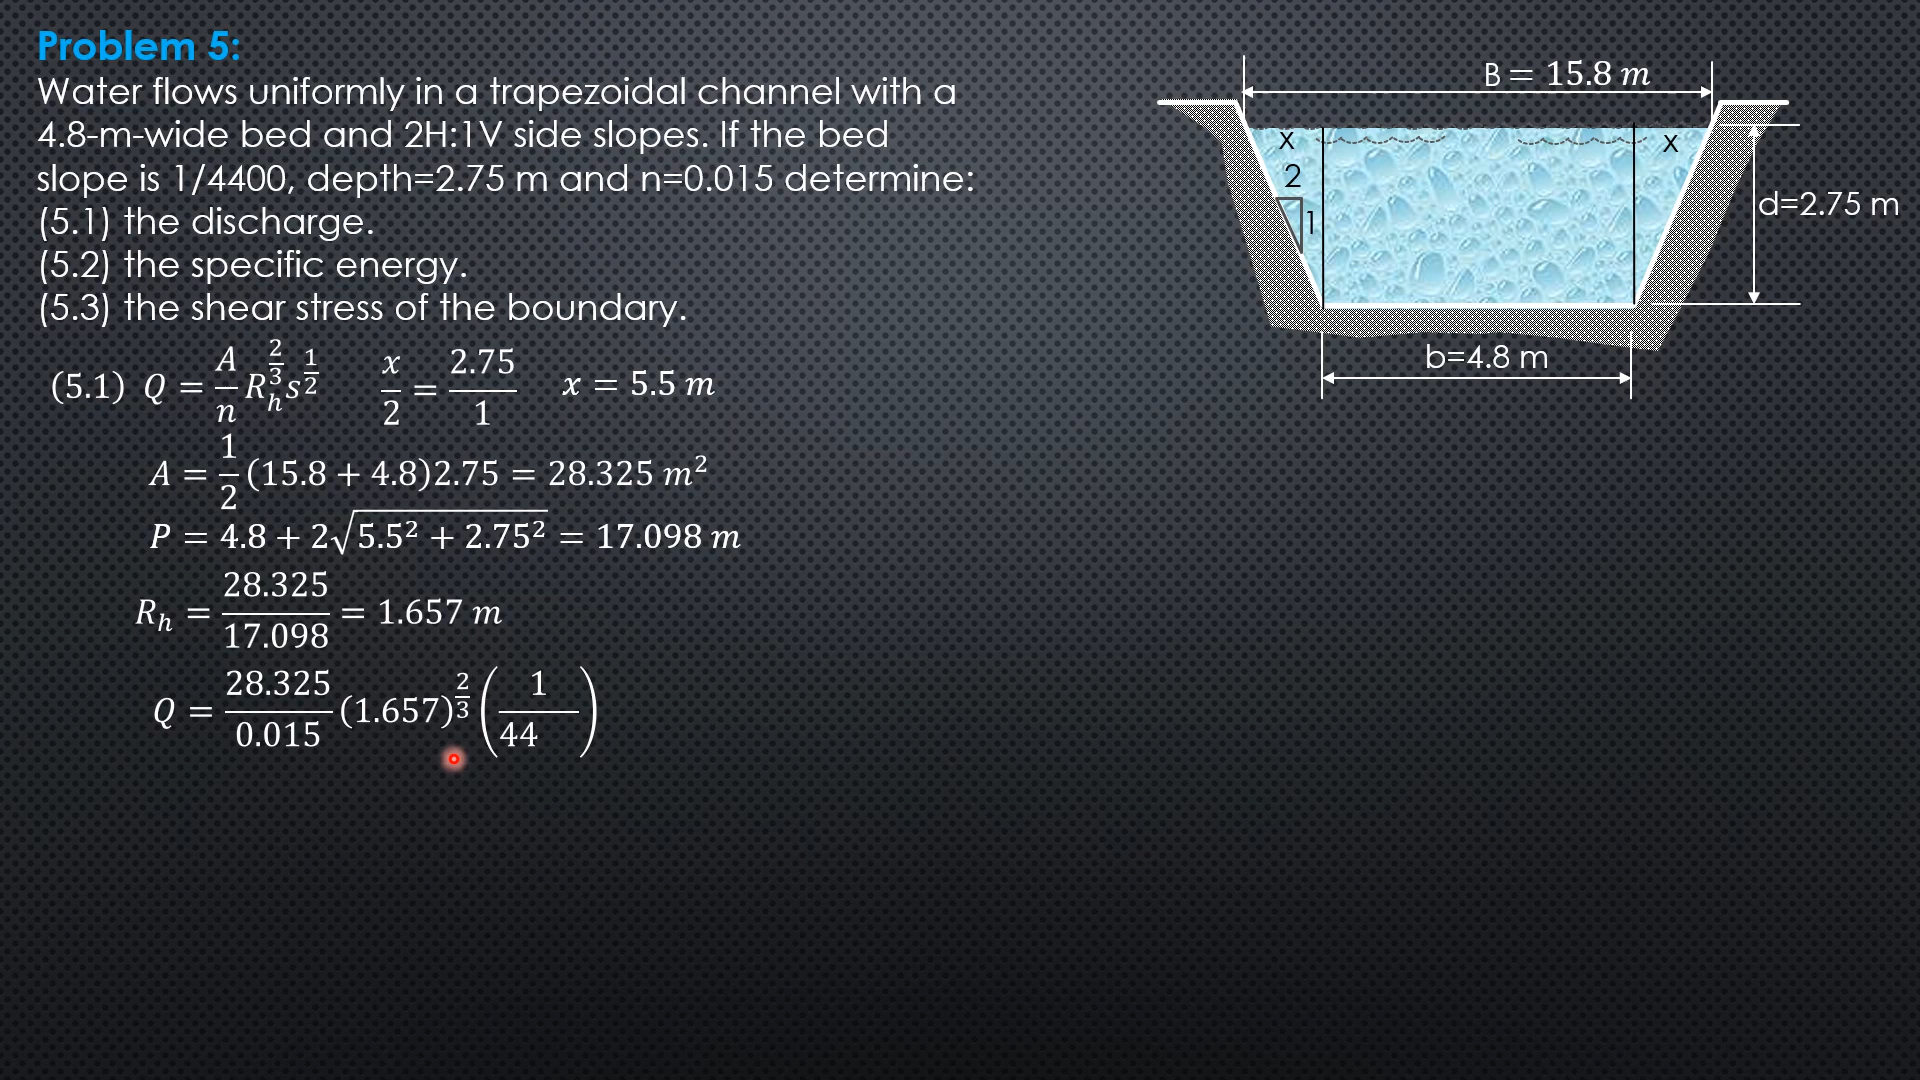 Problem 5:
Water flows uniformly in a trapezoidal channel with a
4.8-m-wide bed and 2H:1V side slopes. If the bed
slope is 1/4400, depth=2.75 m and n=0.015 determine:
(5.1) the discharge.
(5.2) the specific energy.
(5.3) the shear stress of the boundary.
(5.1) Q = A/n R_h^(2/3) s^(1/2)   x/2 = 2.75/1   x = 5.5 m
A = 1/2 (15.8 + 4.8)2.75 = 28.325 m²
P = 4.8 + 2√(5.5² + 2.75²) = 17.098 m
R_h = 28.325/17.098 = 1.657 m
Q = 28.325/0.015 (1.657)^(2/3) (1/44)
B = 15.8 m
x
x
2
1
d=2.75 m
b=4.8 m